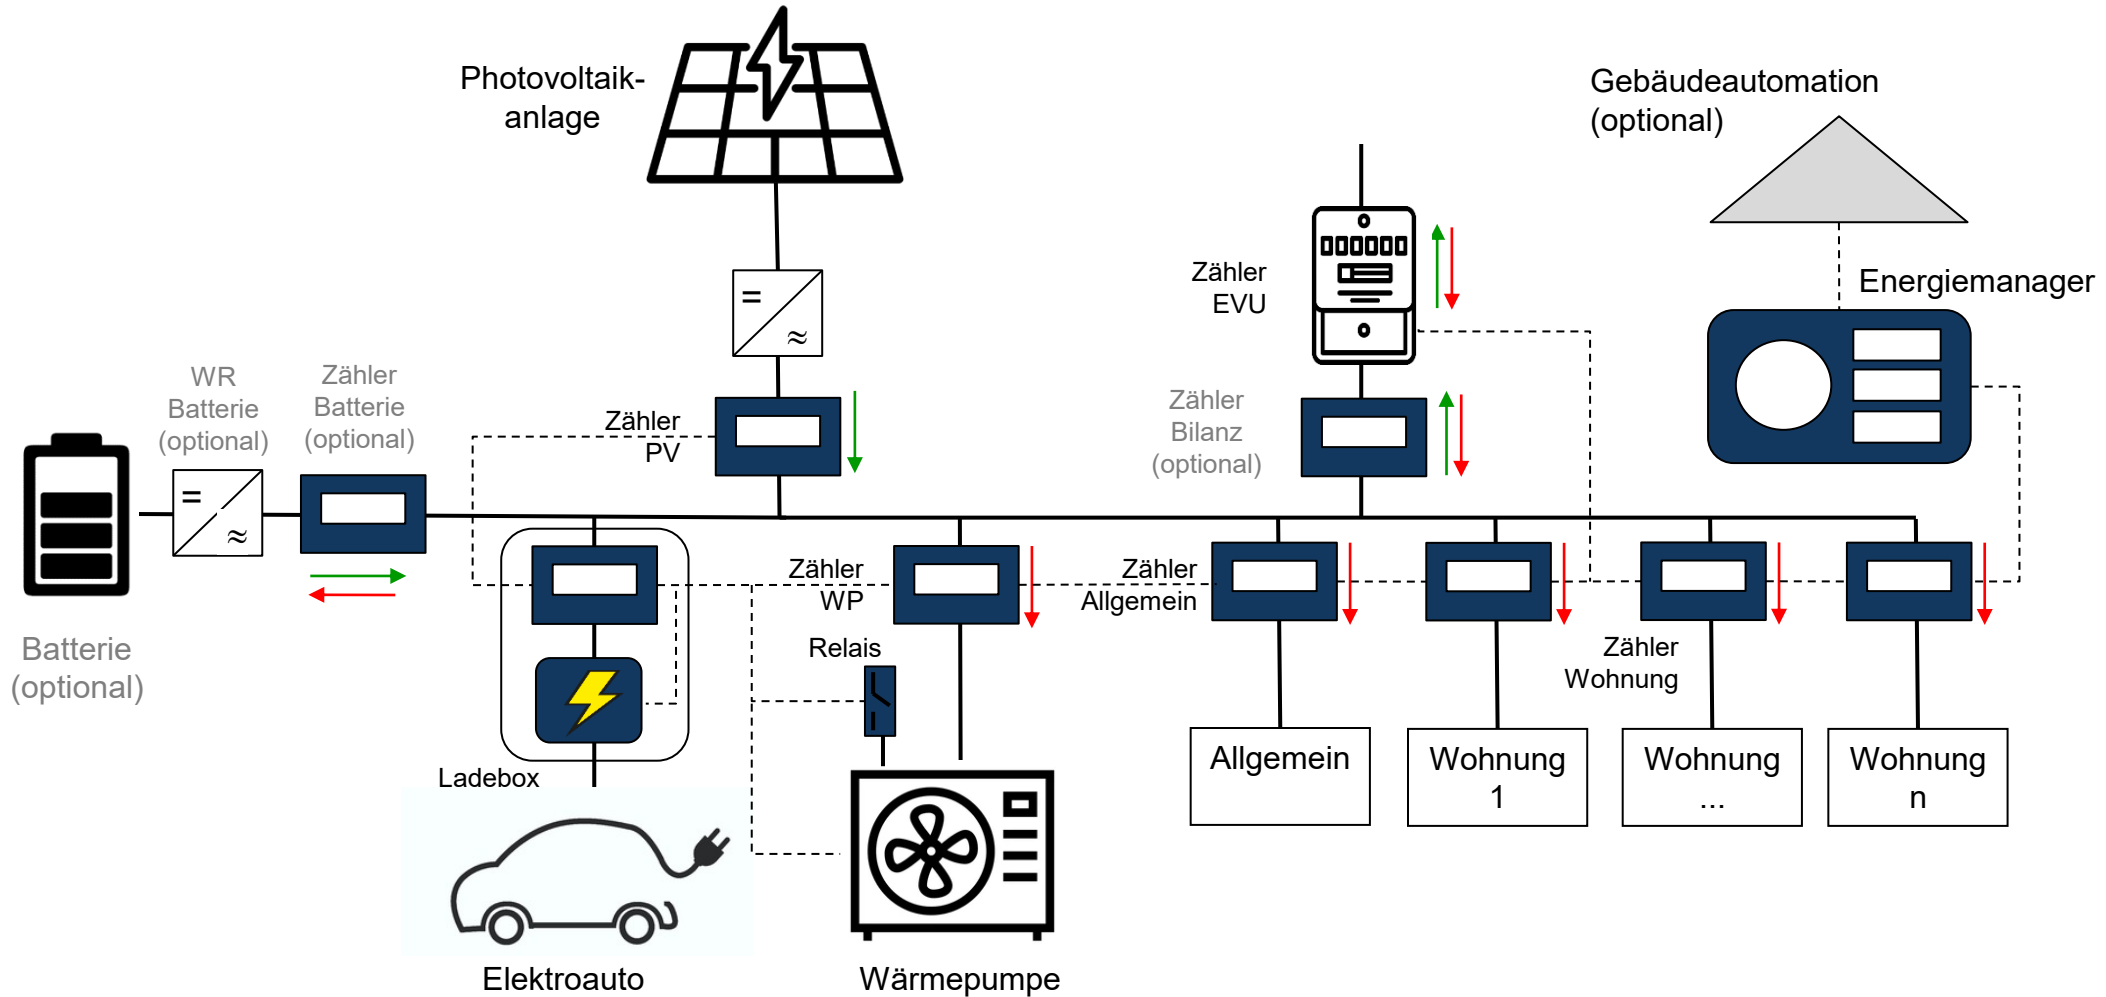 Photovoltaik-
anlage
Gebäudeautomation
(optional)
Zähler
EVU
Energiemanager
WR
Batterie
(optional)
Zähler
Batterie
(optional)
Zähler
PV
Zähler
Bilanz
(optional)
=
≈
=
≈
Batterie
(optional)
Zähler
WP
Zähler
Allgemein
Relais
Zähler
Wohnung
Ladebox
Allgemein
Wohnung
1
Wohnung
...
Wohnung
n
Elektroauto
Wärmepumpe